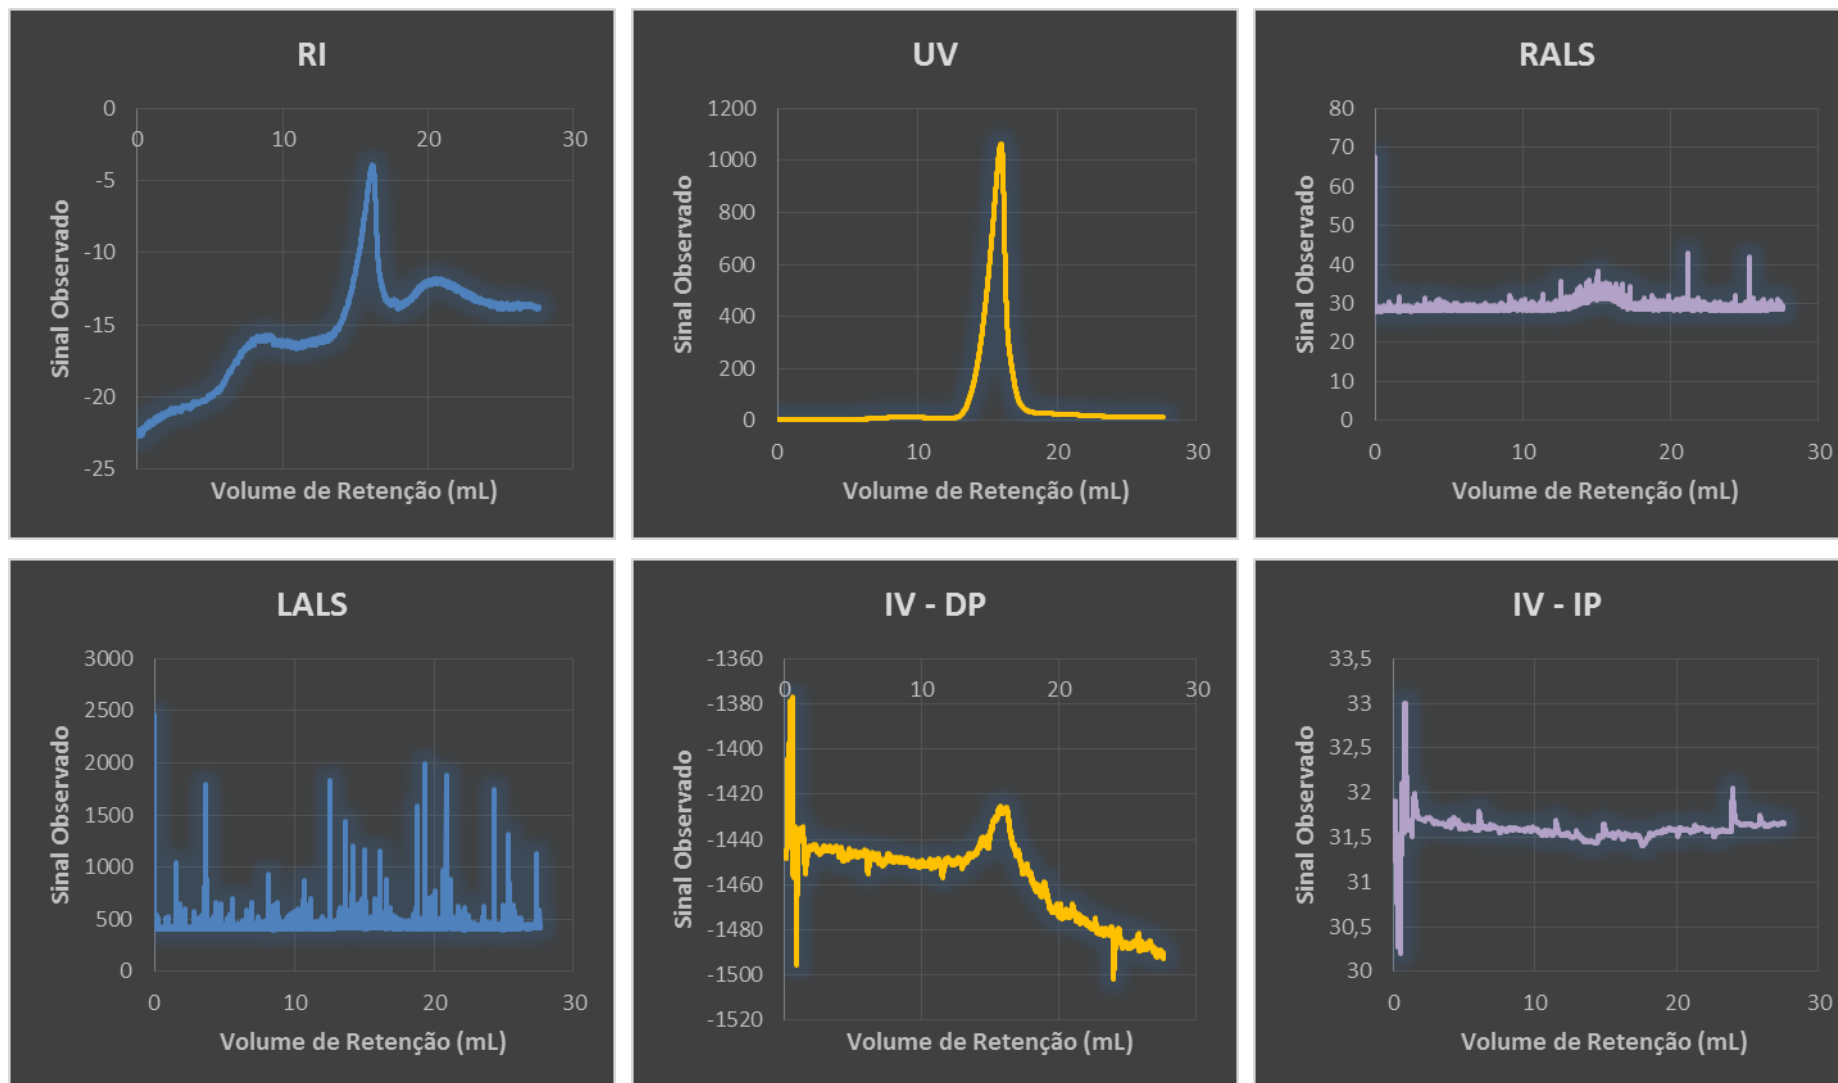 RI
0
-5
-10
-15
-20
-25
0 10 20 30
Sinal Observado
Volume de Retenção (mL)
UV
1200
1000
800
600
400
200
0
0 10 20 30
Sinal Observado
Volume de Retenção (mL)
RALS
80
70
60
50
40
30
20
10
0
0 10 20 30
Sinal Observado
Volume de Retenção (mL)
LALS
3000
2500
2000
1500
1000
500
0
0 10 20 30
Sinal Observado
Volume de Retenção (mL)
IV - DP
-1360
-1380
-1400
-1420
-1440
-1460
-1480
-1500
-1520
0 10 20 30
Sinal Observado
Volume de Retenção (mL)
IV - IP
33,5
33
32,5
32
31,5
31
30,5
30
0 10 20 30
Sinal Observado
Volume de Retenção (mL)